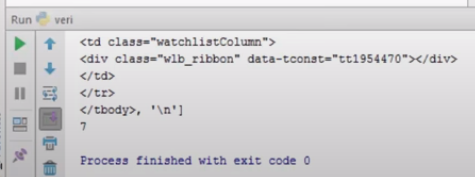 Run veri
<td class="watchlistColumn">
<div class="wlb_ribbon" data-tconst="tt1954470"></div>
</td>
</tr>
</tbody>, '\n']
7
Process finished with exit code 0